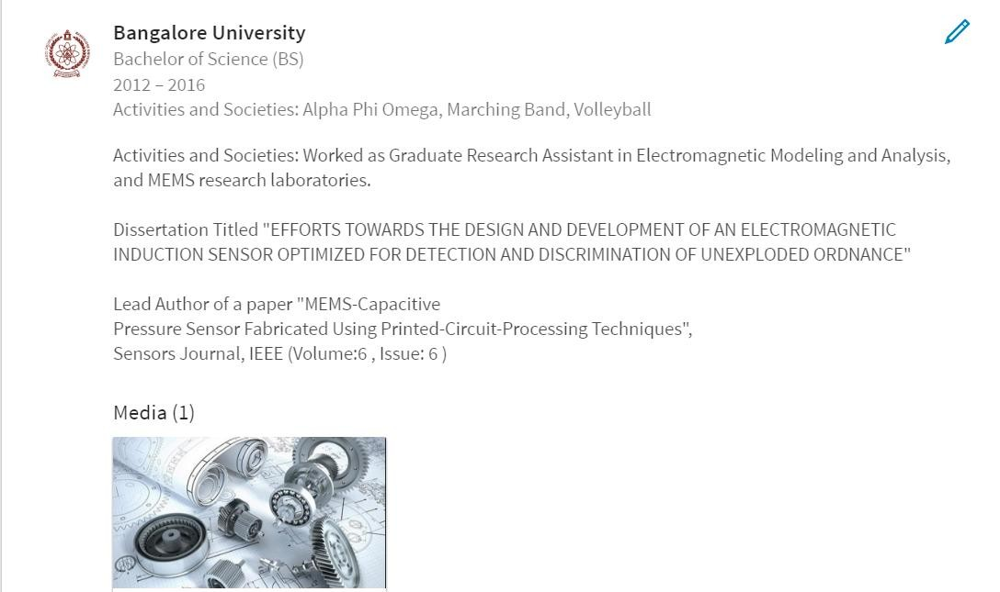 Bangalore University
Bachelor of Science (BS)
2012 – 2016
Activities and Societies: Alpha Phi Omega, Marching Band, Volleyball
Activities and Societies: Worked as Graduate Research Assistant in Electromagnetic Modeling and Analysis,
and MEMS research laboratories.
Dissertation Titled "EFFORTS TOWARDS THE DESIGN AND DEVELOPMENT OF AN ELECTROMAGNETIC
INDUCTION SENSOR OPTIMIZED FOR DETECTION AND DISCRIMINATION OF UNEXPLODED ORDNANCE"
Lead Author of a paper "MEMS-Capacitive
Pressure Sensor Fabricated Using Printed-Circuit-Processing Techniques",
Sensors Journal, IEEE (Volume:6 , Issue: 6 )
Media (1)